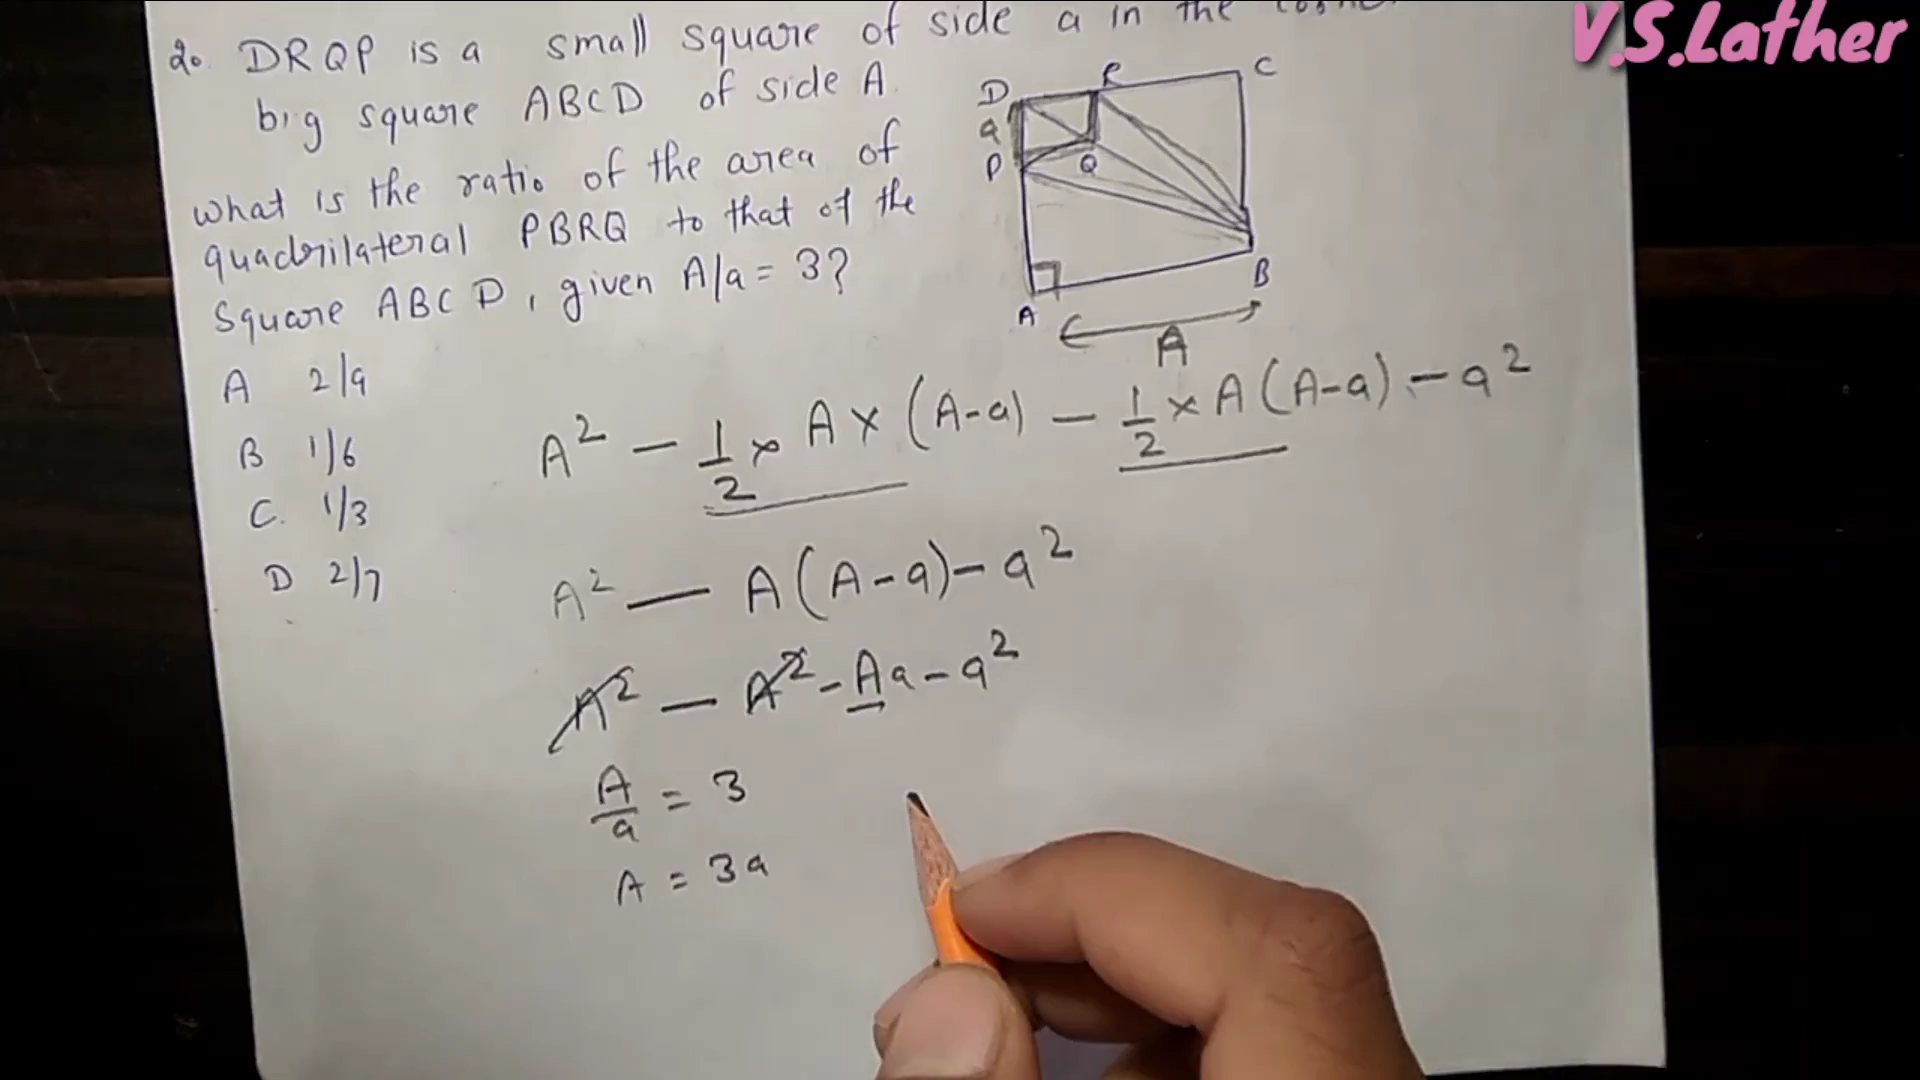 V.S.Lather
20. DRQP is a small square of side a in the corner
big square ABCD of side A.
What is the ratio of the area of
quadrilateral PBRQ to that of the
Square ABCD, given A/a = 3?
A 2/9
B 1/6
C. 1/3
D 2/7
D R C
a
P Q
A B
A
A² - 1/2 × A × (A-a) - 1/2 × A (A-a) - a²
A² - A(A-a) - a²
A² - A² - Aa - a²
A/a = 3
A = 3a